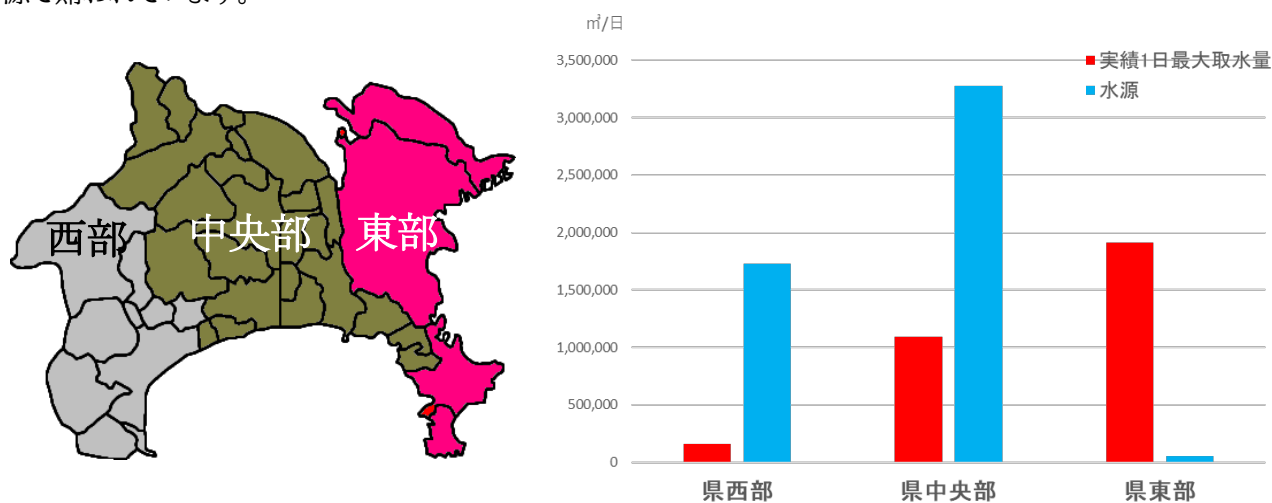 ㎥/日
3,500,000
3,000,000
2,500,000
2,000,000
1,500,000
1,000,000
500,000
0
実績1日最大取水量
水源
西部
中央部
東部
県西部
県中央部
県東部